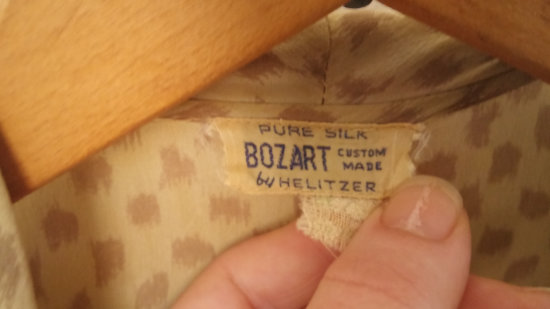 PURE SILK
BOZART CUSTOM MADE
by HELITZER